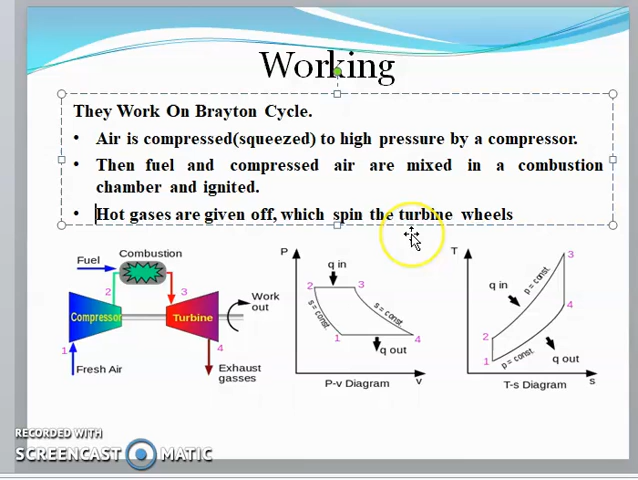 Working
They Work On Brayton Cycle.
• Air is compressed(squeezed) to high pressure by a compressor.
• Then fuel and compressed air are mixed in a combustion
chamber and ignited.
• Hot gases are given off, which spin the turbine wheels
Fuel
Combustion
2
3
Compressor
Turbine
Work
out
1
4
Fresh Air
Exhaust
gasses
P
q in
2
3
s = const.
s = const.
1
4
q out
P-v Diagram
v
T
3
q in
p = const.
4
2
1
p = const.
q out
T-s Diagram
s
RECORDED WITH
SCREENCAST MATIC